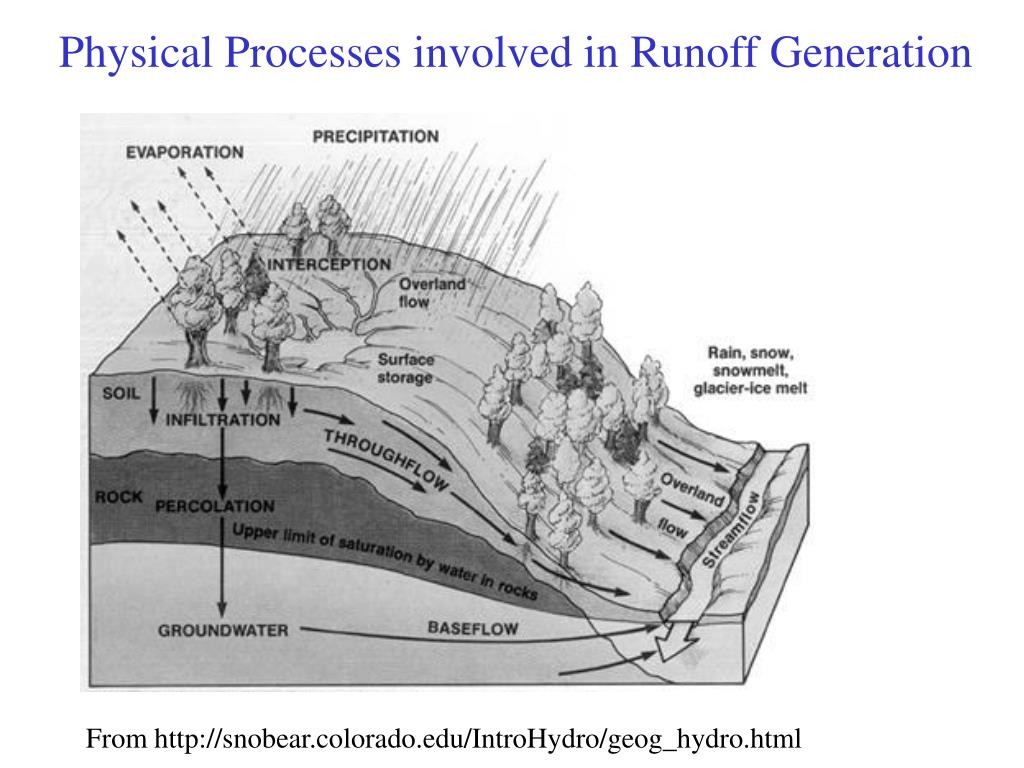 Physical Processes involved in Runoff Generation
PRECIPITATION
EVAPORATION
INTERCEPTION
Overland
flow
Surface
storage
Rain, snow,
snowmelt,
glacier-ice melt
SOIL
INFILTRATION
THROUGHFLOW
ROCK
PERCOLATION
Upper limit of saturation by water in rocks
Overland
flow
Streamflow
GROUNDWATER
BASEFLOW
From http://snobear.colorado.edu/IntroHydro/geog_hydro.html